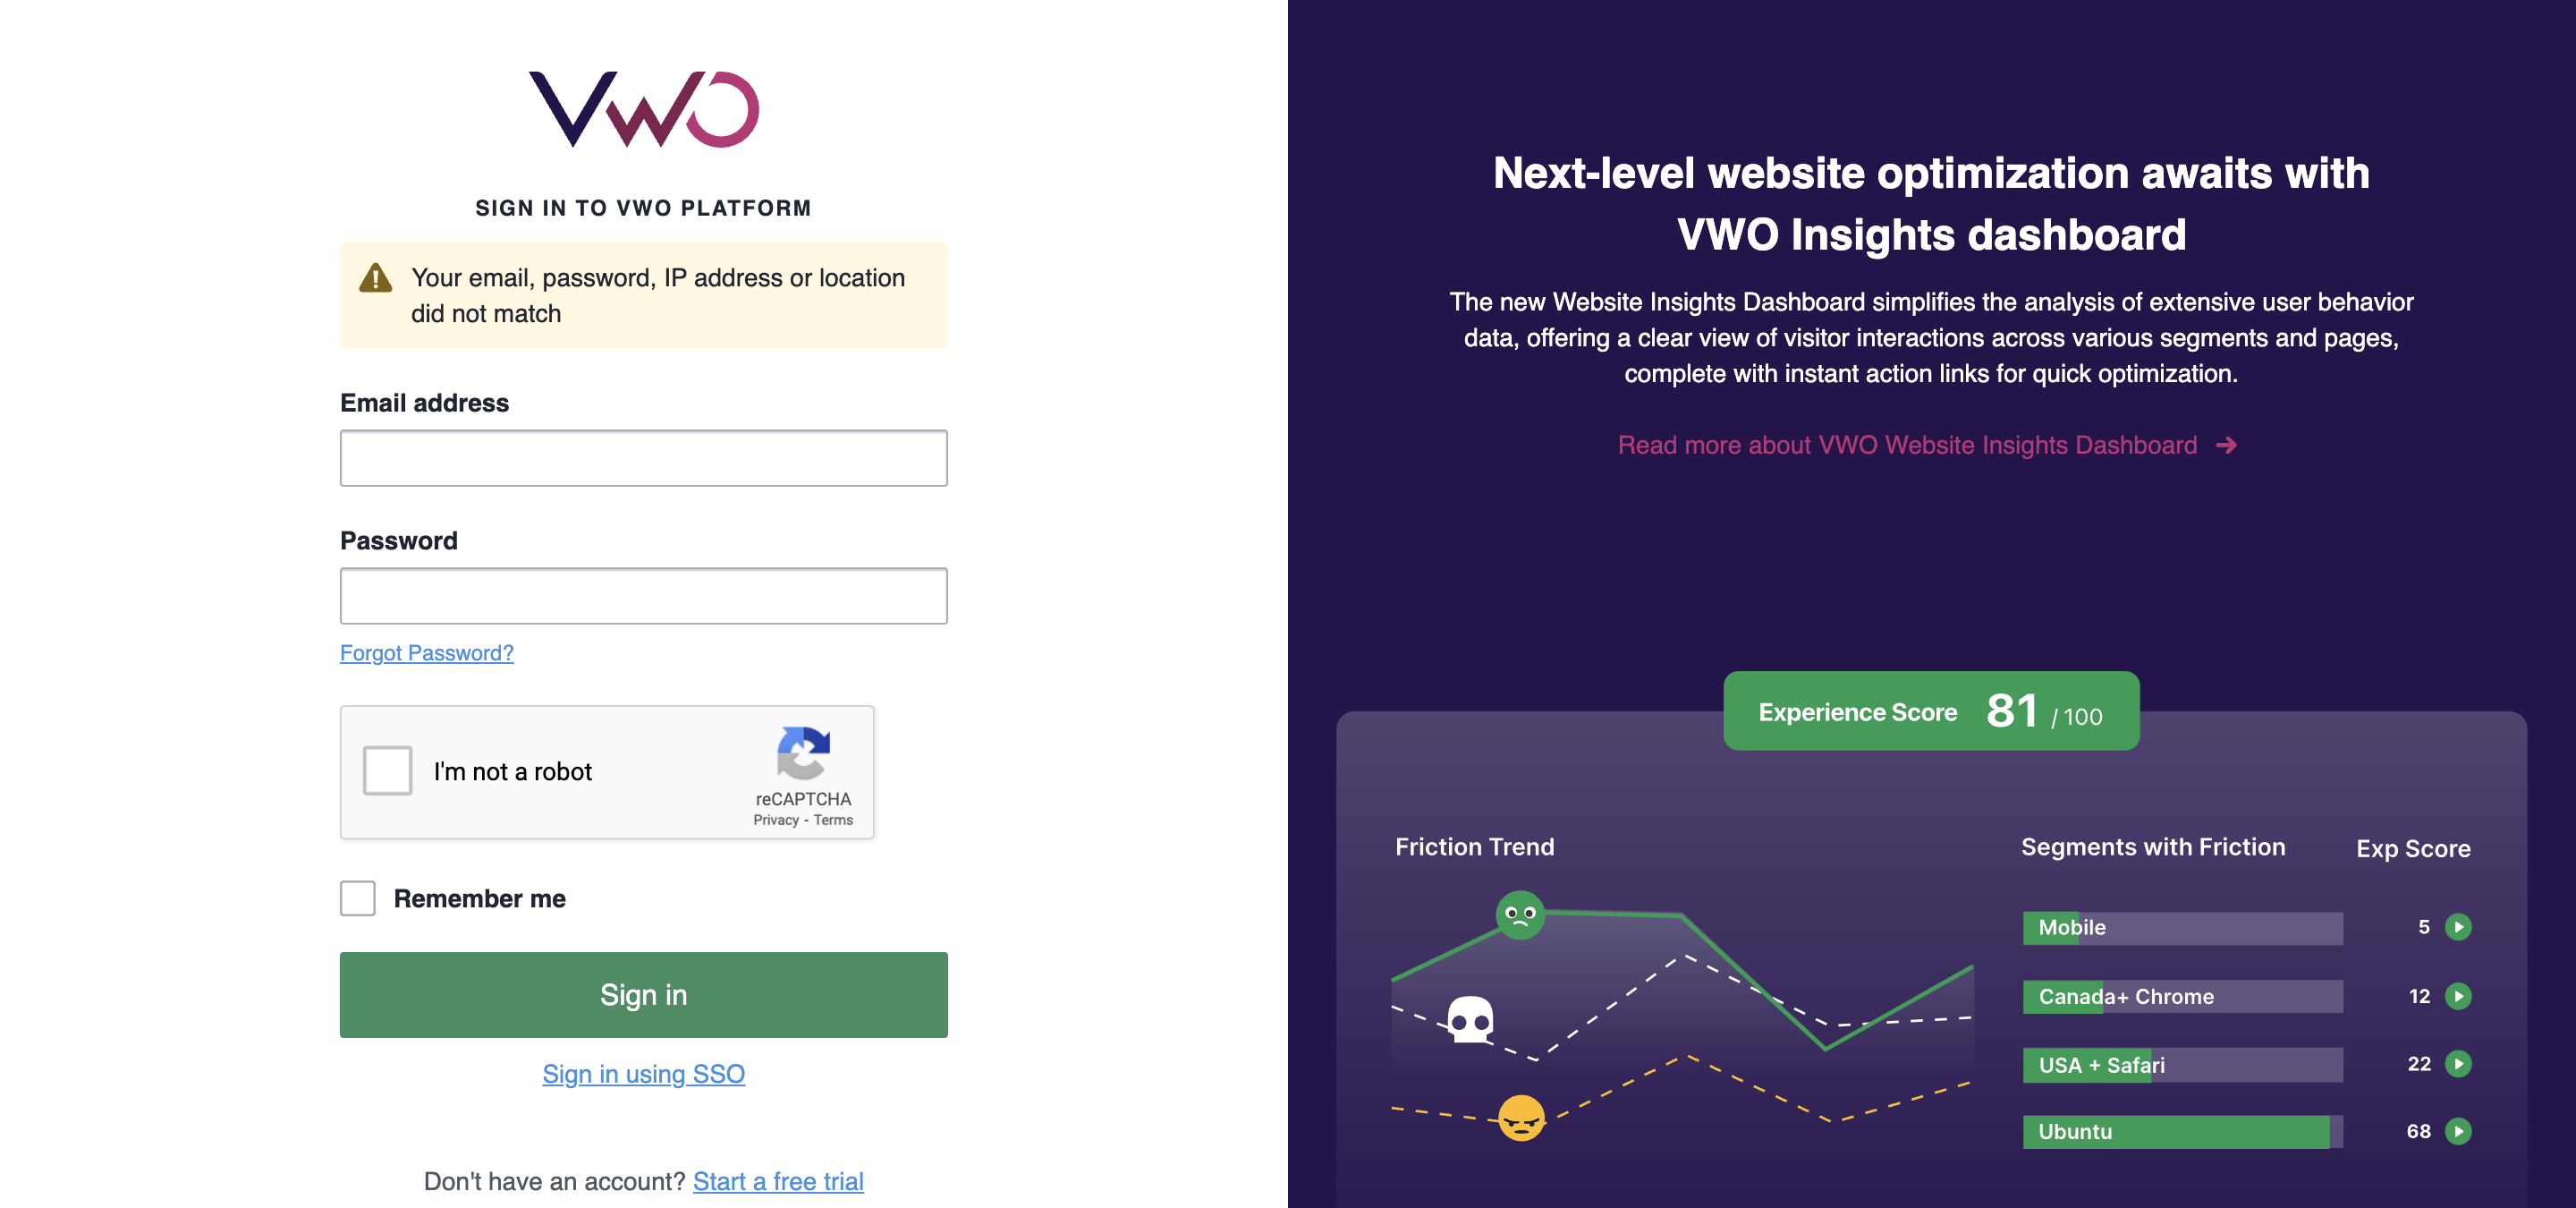 VWO
SIGN IN TO VWO PLATFORM
Your email, password, IP address or location
did not match
Email address
Password
Forgot Password?
I'm not a robot
reCAPTCHA
Privacy - Terms
Remember me
Sign in
Sign in using SSO
Don't have an account? Start a free trial
Next-level website optimization awaits with
VWO Insights dashboard
The new Website Insights Dashboard simplifies the analysis of extensive user behavior
data, offering a clear view of visitor interactions across various segments and pages,
complete with instant action links for quick optimization.
Read more about VWO Website Insights Dashboard
Experience Score 81 / 100
Friction Trend
Segments with Friction Exp Score
Mobile 5
Canada+ Chrome 12
USA + Safari 22
Ubuntu 68